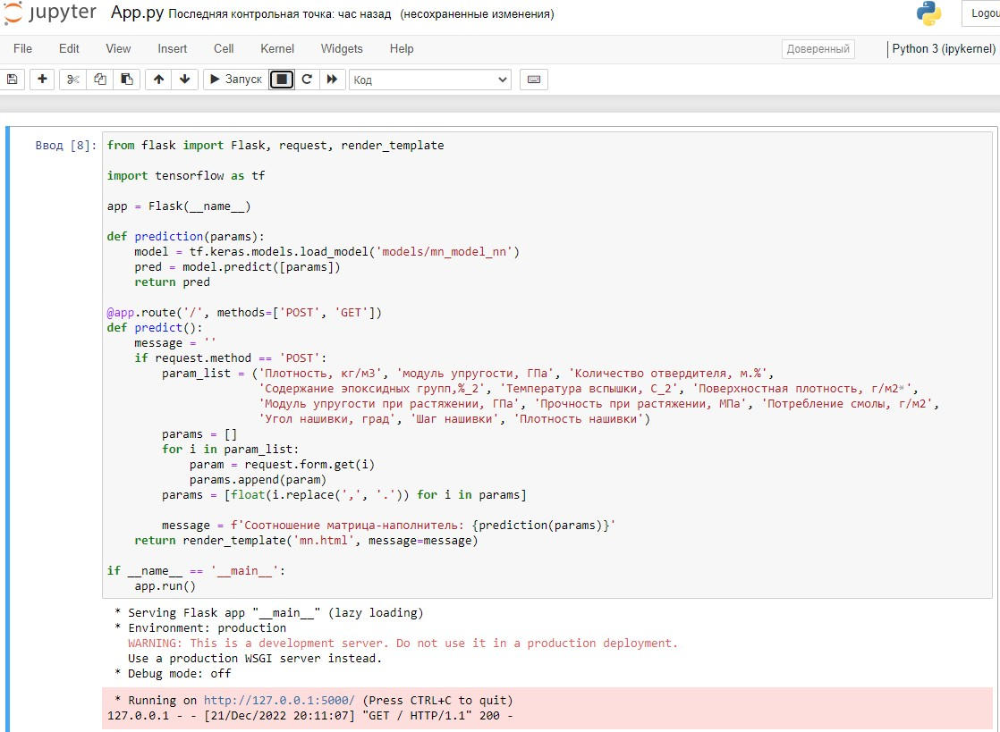 jupyter App.py Последняя контрольная точка: час назад (несохраненные изменения)
Logou
File Edit View Insert Cell Kernel Widgets Help
Доверенный Python 3 (ipykernel)
Запуск Код
Ввод [8]: from flask import Flask, request, render_template
import tensorflow as tf
app = Flask(__name__)
def prediction(params):
    model = tf.keras.models.load_model('models/mn_model_nn')
    pred = model.predict([params])
    return pred
@app.route('/', methods=['POST', 'GET'])
def predict():
    message = ''
    if request.method == 'POST':
        param_list = ('Плотность, кг/м3', 'модуль упругости, ГПа', 'Количество отвердителя, м.%',
                      'Содержание эпоксидных групп,%_2', 'Температура вспышки, С_2', 'Поверхностная плотность, г/м2*',
                      'Модуль упругости при растяжении, ГПа', 'Прочность при растяжении, МПа', 'Потребление смолы, г/м2',
                      'Угол нашивки, град', 'Шаг нашивки', 'Плотность нашивки')
        params = []
        for i in param_list:
            param = request.form.get(i)
            params.append(param)
        params = [float(i.replace(',', '.')) for i in params]
        message = f'Соотношение матрица-наполнитель: {prediction(params)}'
    return render_template('mn.html', message=message)
if __name__ == '__main__':
    app.run()
* Serving Flask app "__main__" (lazy loading)
* Environment: production
WARNING: This is a development server. Do not use it in a production deployment.
Use a production WSGI server instead.
* Debug mode: off
* Running on http://127.0.0.1:5000/ (Press CTRL+C to quit)
127.0.0.1 - - [21/Dec/2022 20:11:07] "GET / HTTP/1.1" 200 -